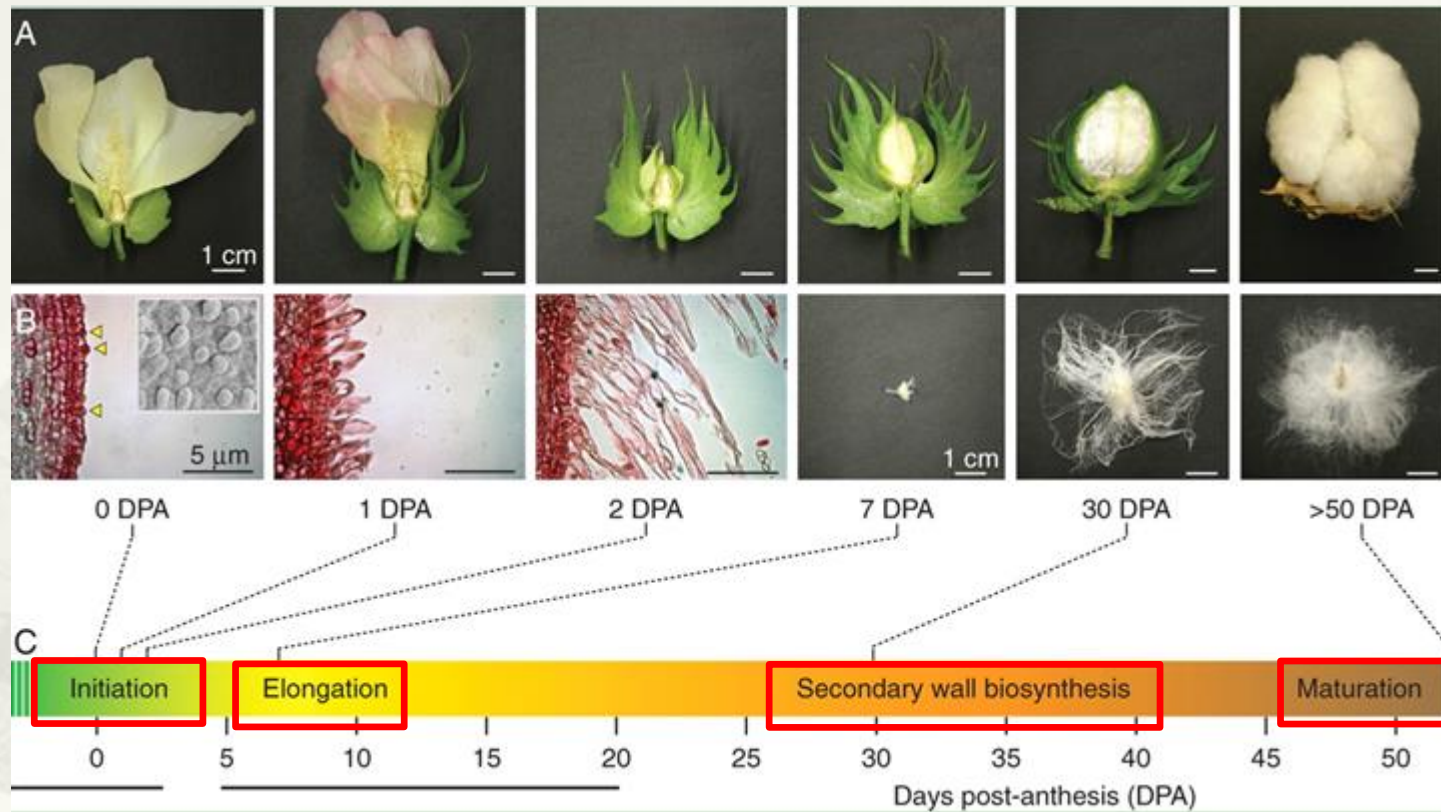 A
1 cm
B
5 µm
1 cm
0 DPA 1 DPA 2 DPA 7 DPA 30 DPA >50 DPA
C
Initiation Elongation Secondary wall biosynthesis Maturation
0 5 10 15 20 25 30 35 40 45 50
Days post-anthesis (DPA)